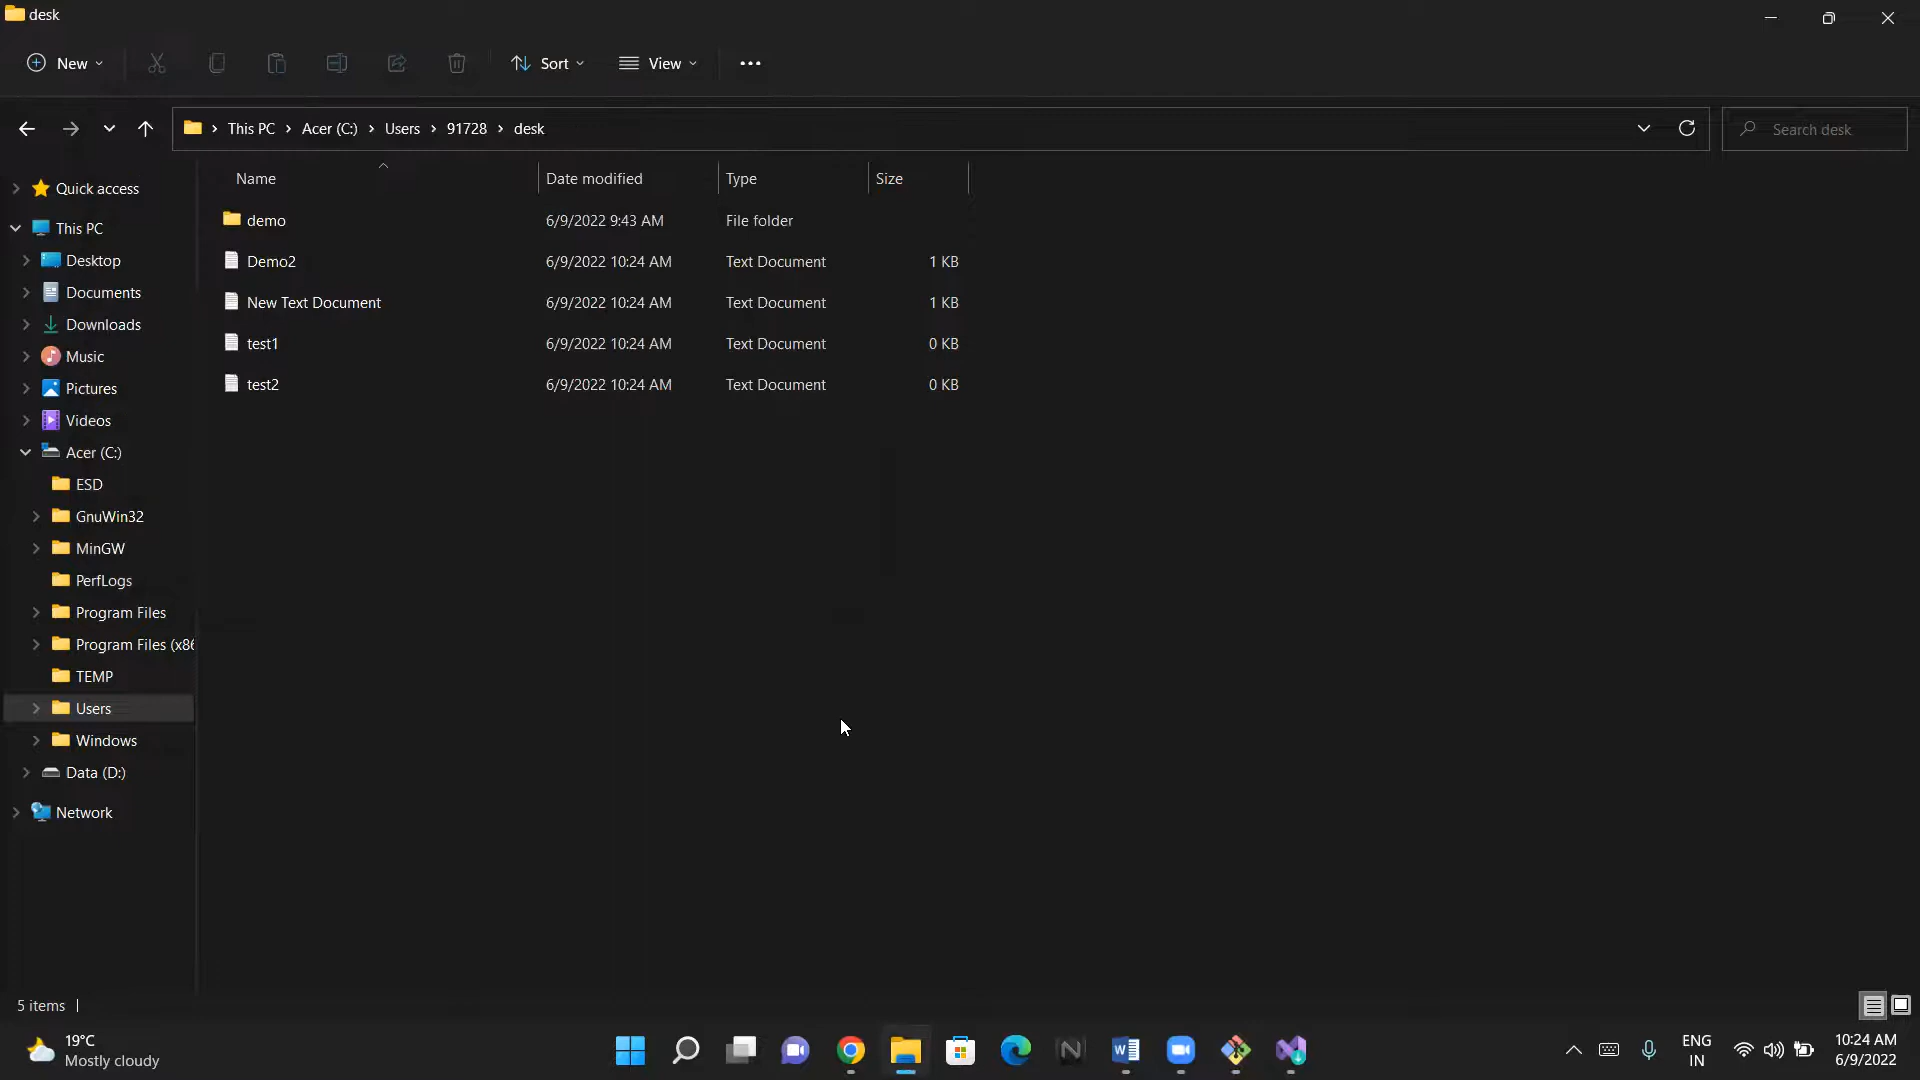 desk
New
Sort
View
This PC
Acer (C:)
Users
91728
desk
Search desk
Name
Date modified
Type
Size
Quick access
This PC
Desktop
Documents
Downloads
Music
Pictures
Videos
Acer (C:)
ESD
GnuWin32
MinGW
PerfLogs
Program Files
Program Files (x86
TEMP
Users
Windows
Data (D:)
Network
demo 6/9/2022 9:43 AM File folder
Demo2 6/9/2022 10:24 AM Text Document 1 KB
New Text Document 6/9/2022 10:24 AM Text Document 1 KB
test1 6/9/2022 10:24 AM Text Document 0 KB
test2 6/9/2022 10:24 AM Text Document 0 KB
5 items
19°C
Mostly cloudy
ENG
IN
10:24 AM
6/9/2022